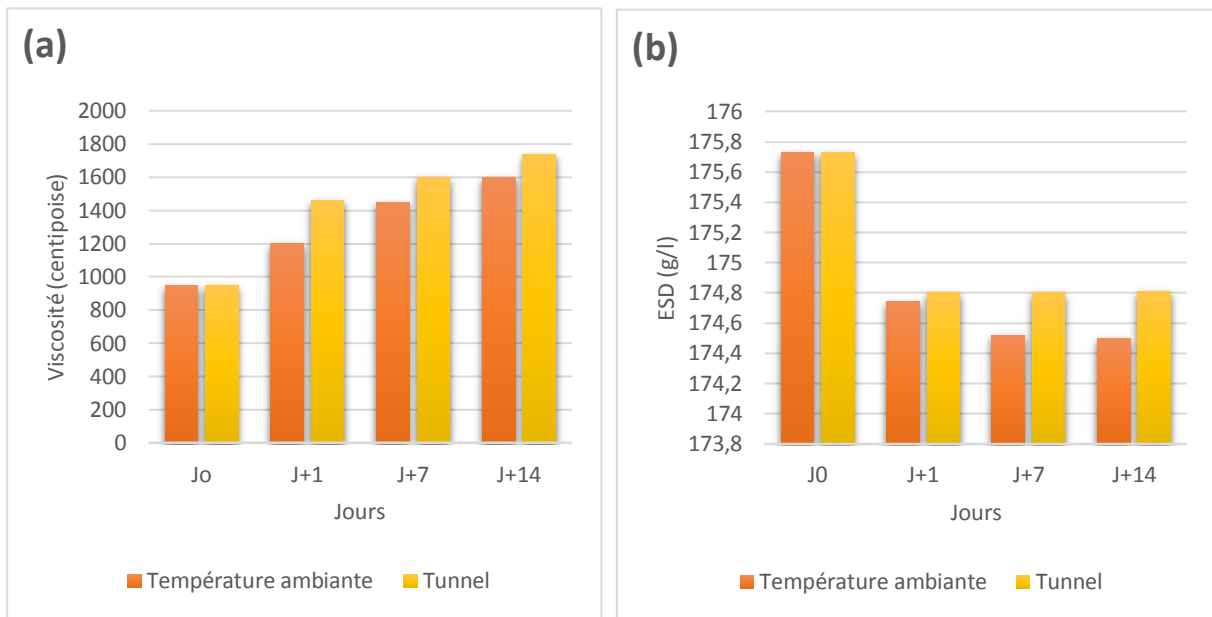 (a)
Viscosité (centipoise)
2000
1800
1600
1400
1200
1000
800
600
400
200
0
Jo J+1 J+7 J+14
Jours
Température ambiante Tunnel
(b)
ESD (g/l)
176
175,8
175,6
175,4
175,2
175
174,8
174,6
174,4
174,2
174
173,8
J0 J+1 J+7 J+14
Jours
Température ambiante Tunnel